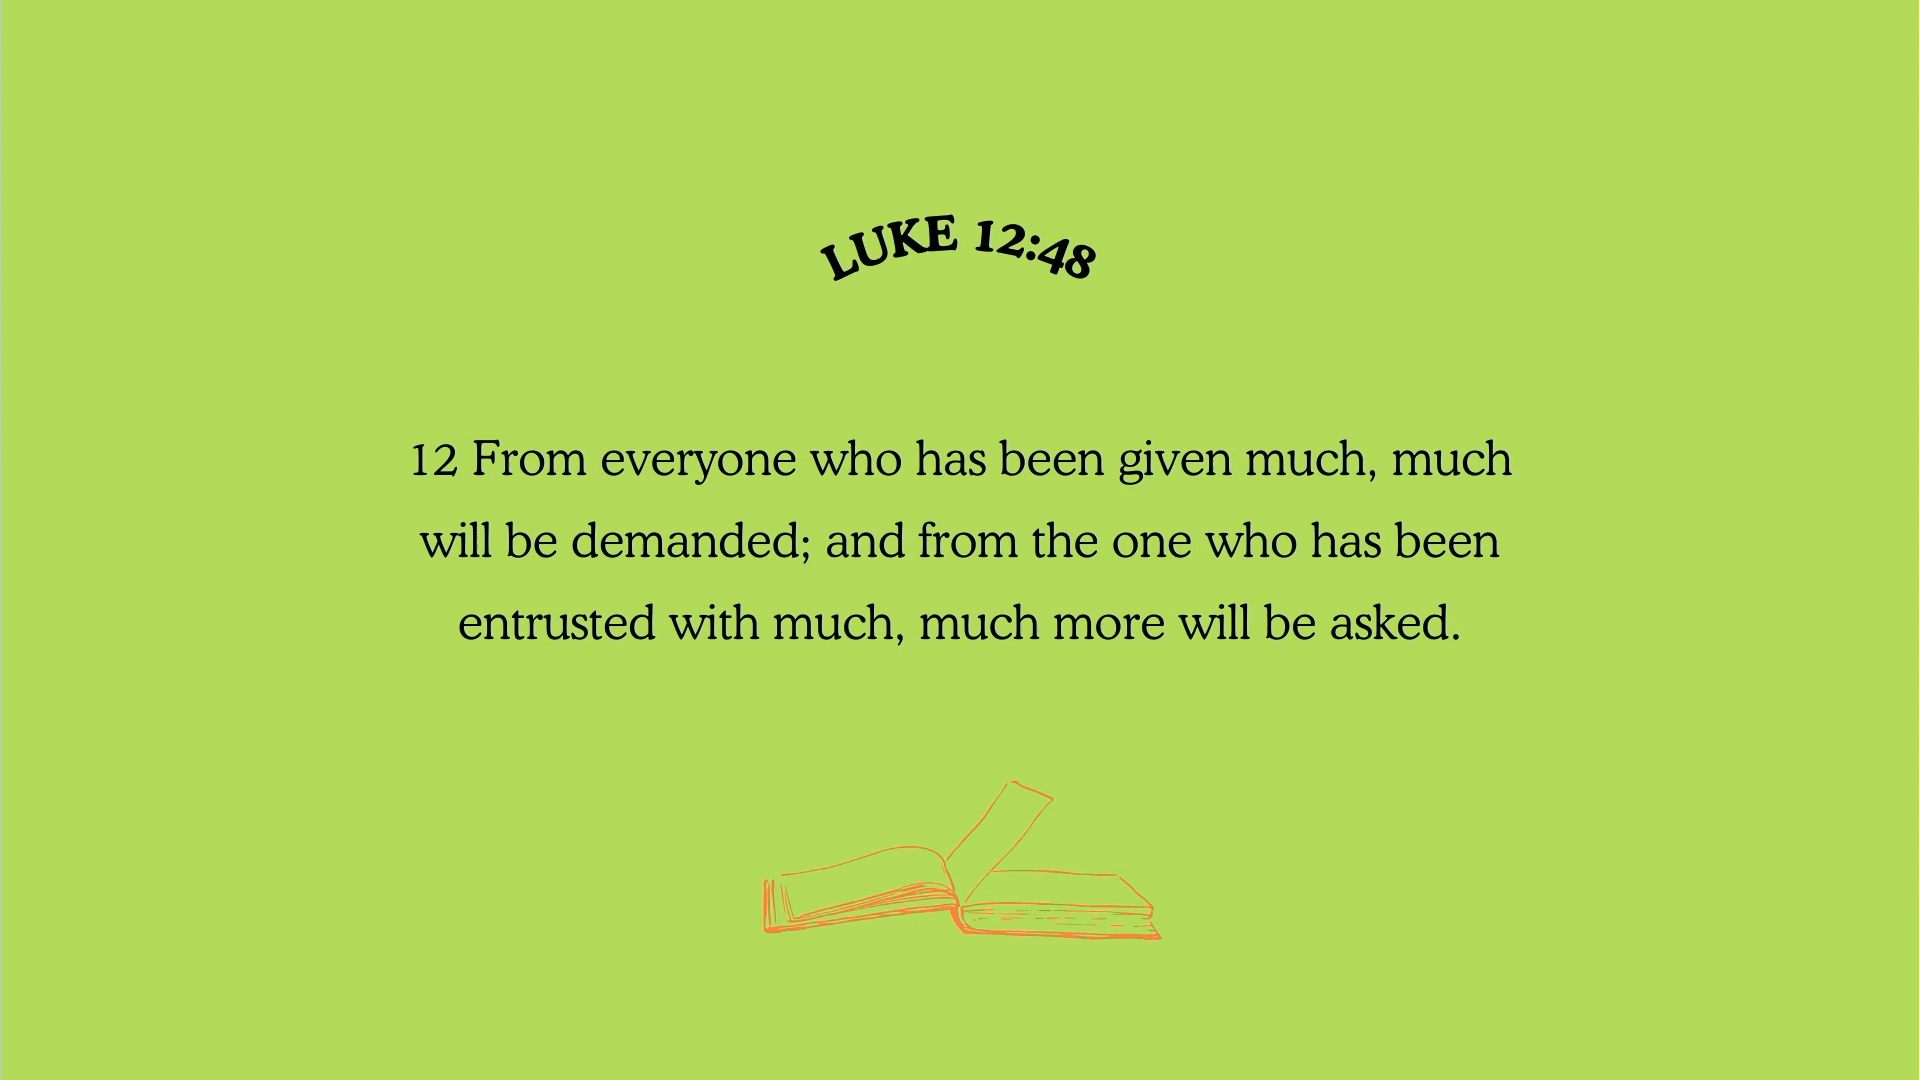 LUKE 12:48
12 From everyone who has been given much, much
will be demanded; and from the one who has been
entrusted with much, much more will be asked.